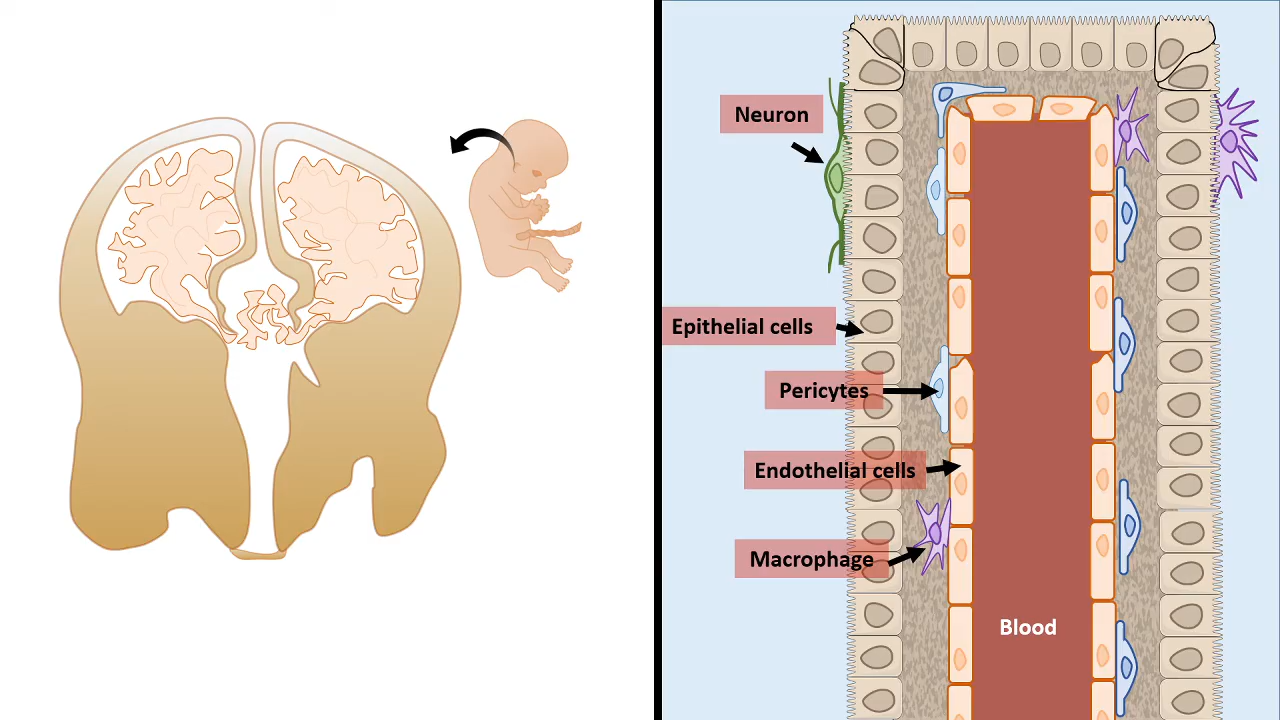 Neuron
Epithelial cells
Pericytes
Endothelial cells
Macrophage
Blood